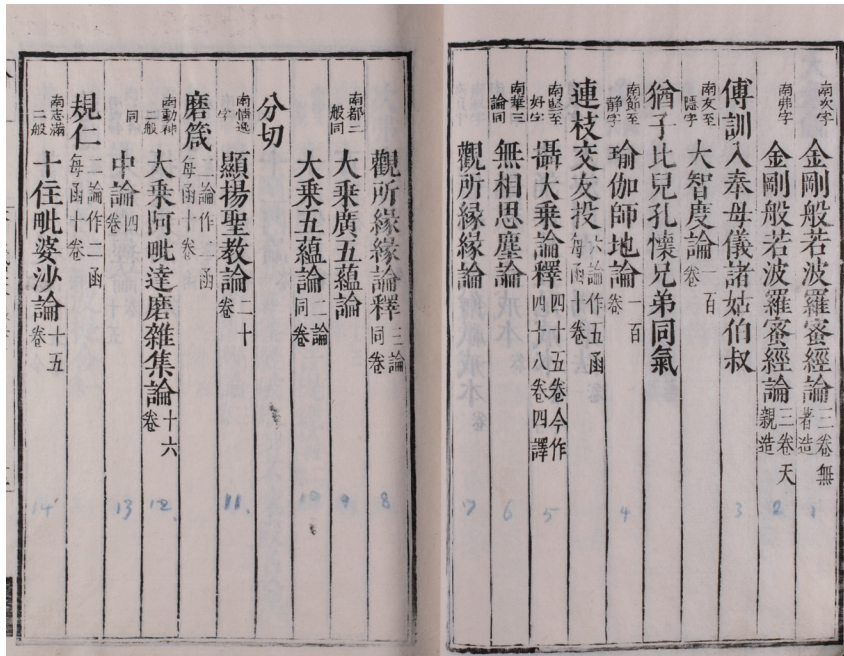 南次字 金剛般若波羅蜜經論三卷無著造
南弗字 金剛般若波羅蜜經論三卷天親造
傅訓入奉母儀諸姑伯叔
南友至隱字 大智度論一百卷
猶子比兒孔懷兄弟同氣
南節至靜字 瑜伽師地論一百卷
連枝交友投六論作五函每函十卷
南堅至好字 攝大乘論釋四十五卷今作四十八卷四譯
南華三論同 無相思塵論
觀所緣緣論
觀所緣緣論釋三論同卷
南都二般同 大乘廣五蘊論
大乘五蘊論二論同卷
分切
南情逸字 顯揚聖教論二十卷
磨箴二論作二函每函十卷
南動神二般 大乘阿毗達磨雜集論十六卷
同 中論四卷
規仁二論作二函每函十卷
南志滿二般 十住毗婆沙論十五卷
1
2
3
4
5
6
7
8
9
10
11
12
13
14